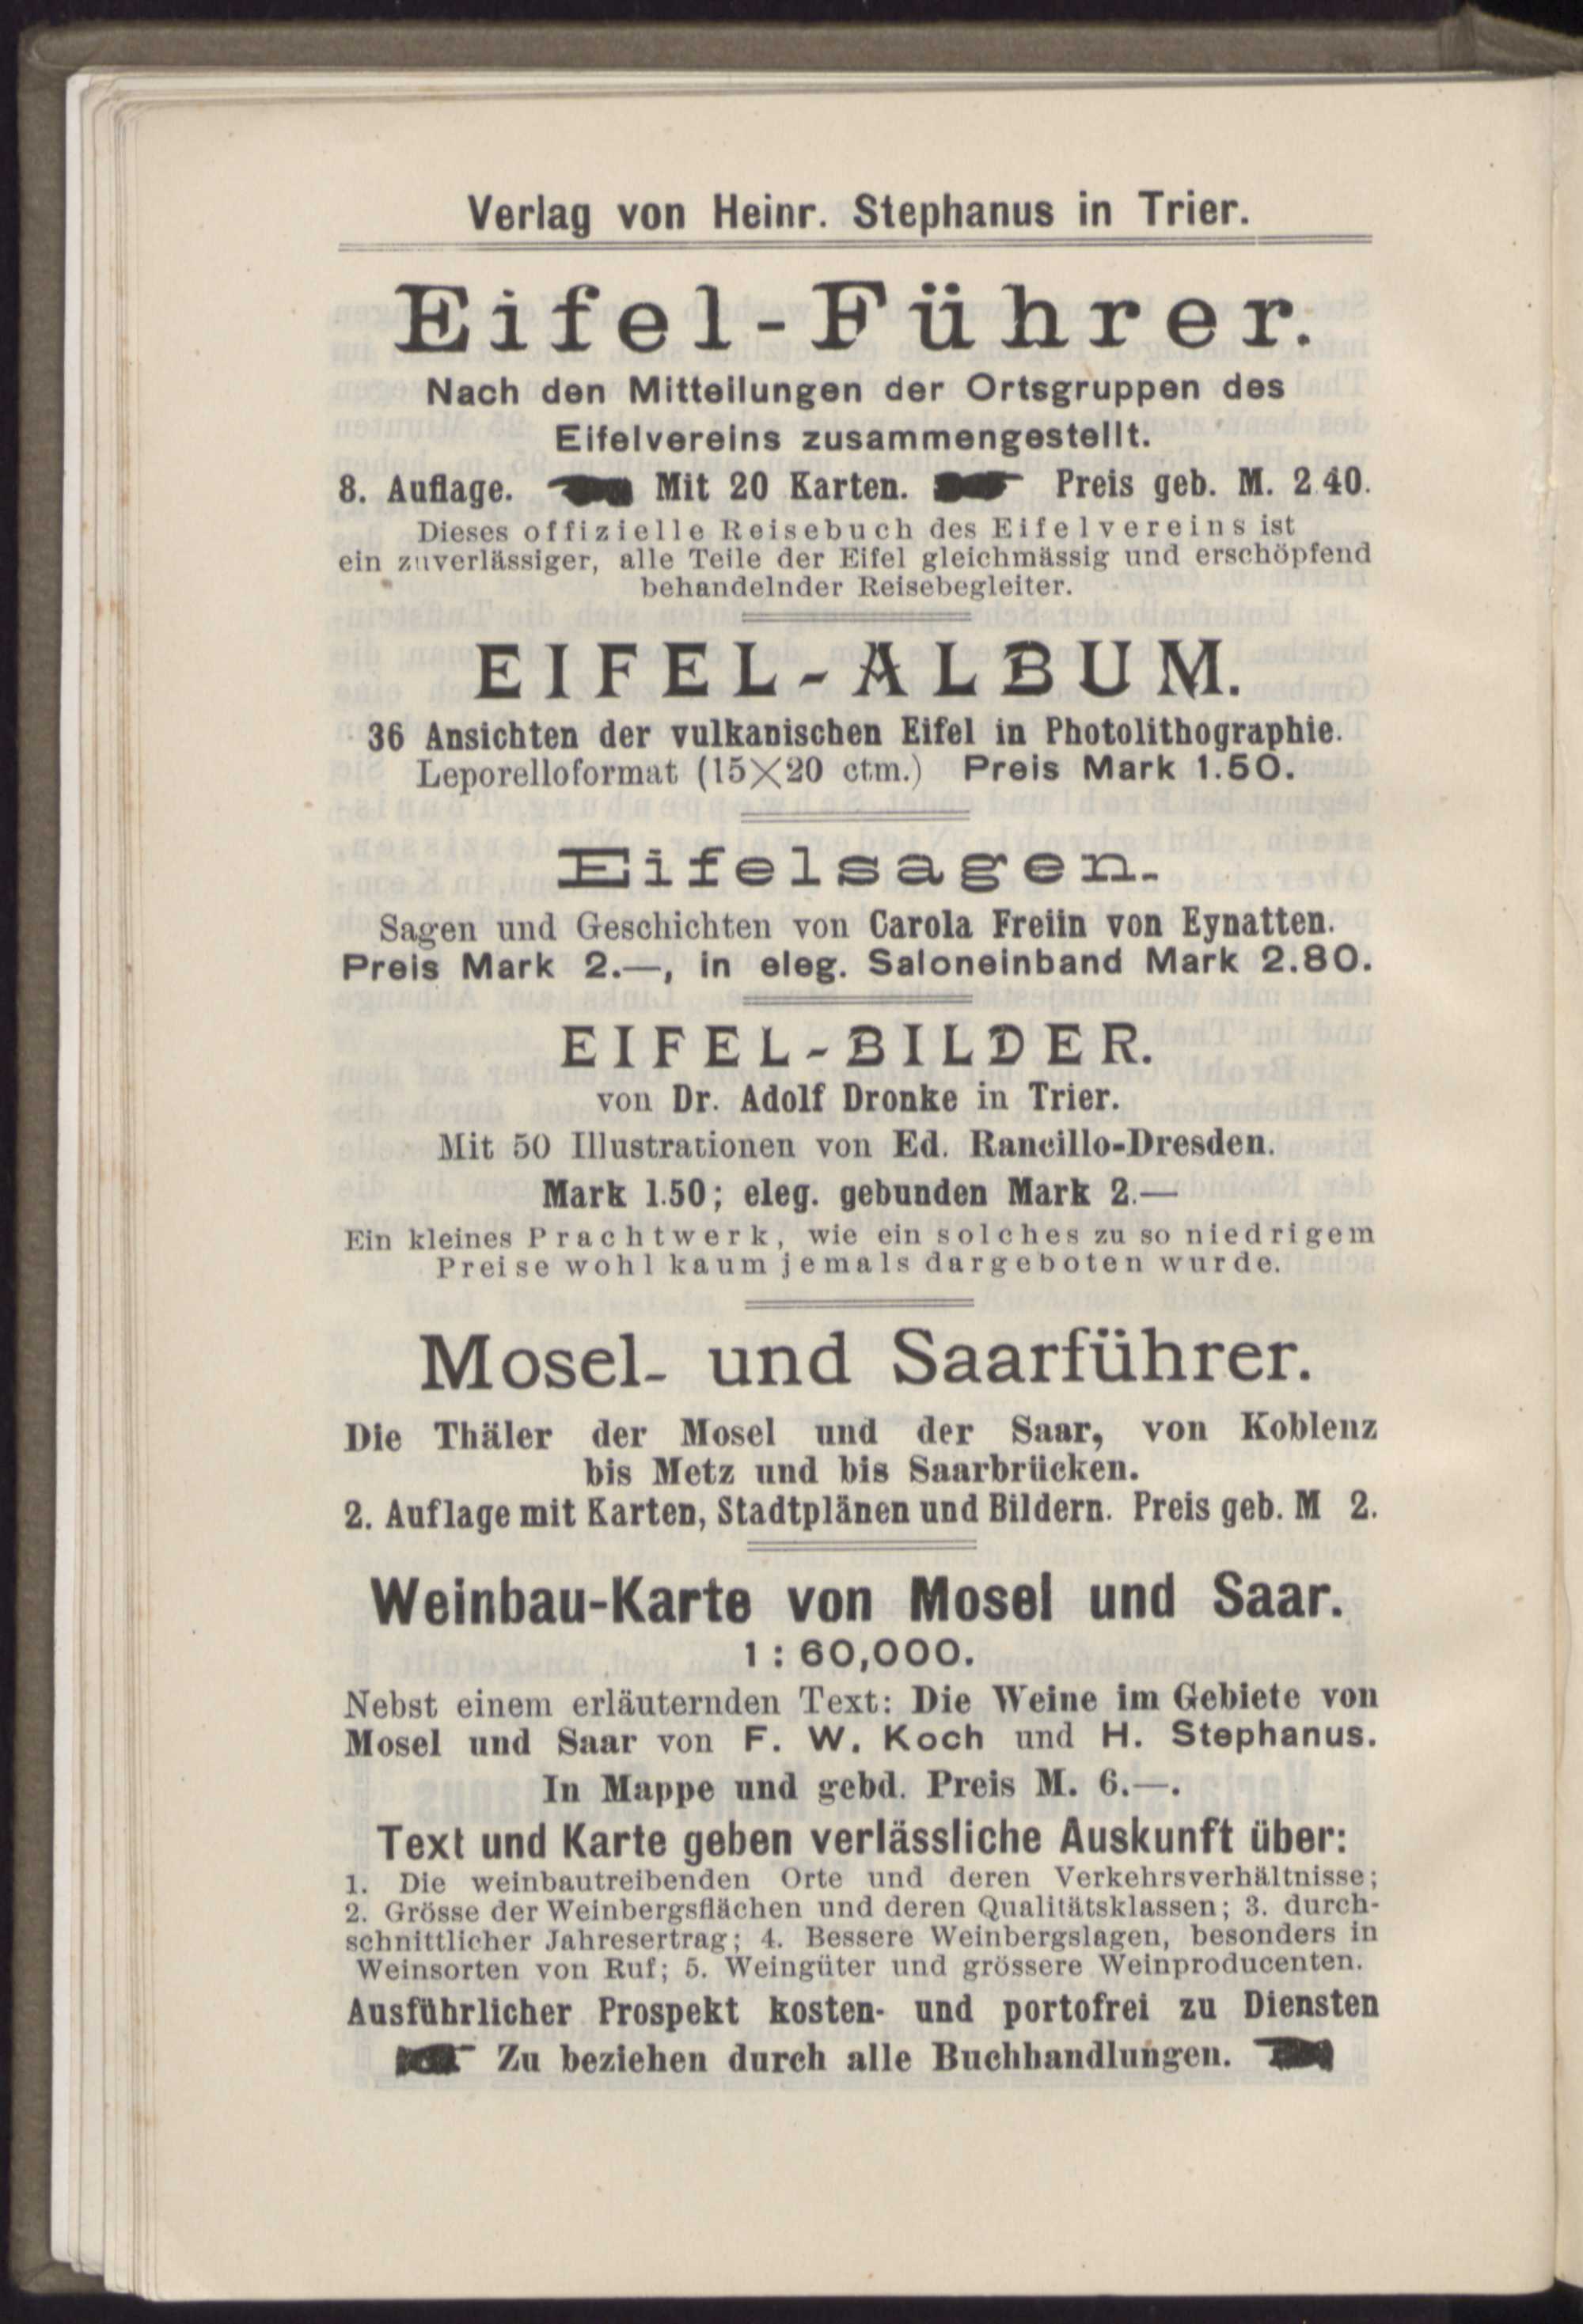 Verlag von Heinr. Stephanus in Trier.
Eifel-Führer.
Nach den Mitteilungen der Ortsgruppen des
Eifelvereins zusammengestellt.
8. Auflage. Mit 20 Karten. Preis geb. M. 2.40.
Dieses offizielle Reisebuch des Eifelvereins ist
ein zuverlässiger, alle Teile der Eifel gleichmässig und erschöpfend
behandelnder Reisebegleiter.
EIFEL-ALBUM.
36 Ansichten der vulkanischen Eifel in Photolithographie.
Leporelloformat (15×20 ctm.) Preis Mark 1.50.
Eifelsagen.
Sagen und Geschichten von Carola Freiin von Eynatten.
Preis Mark 2.—, in eleg. Saloneinband Mark 2.80.
EIFEL-BILDER.
von Dr. Adolf Dronke in Trier.
Mit 50 Illustrationen von Ed. Rancillo-Dresden.
Mark 1.50; eleg. gebunden Mark 2.—
Ein kleines Prachtwerk, wie ein solches zu so niedrigem
Preise wohl kaum jemals dargeboten wurde.
Mosel- und Saarführer.
Die Thäler der Mosel und der Saar, von Koblenz
bis Metz und bis Saarbrücken.
2. Auflage mit Karten, Stadtplänen und Bildern. Preis geb. M 2.
Weinbau-Karte von Mosel und Saar.
1 : 60,000.
Nebst einem erläuternden Text: Die Weine im Gebiete von
Mosel und Saar von F. W. Koch und H. Stephanus.
In Mappe und gebd. Preis M. 6.—.
Text und Karte geben verlässliche Auskunft über:
1. Die weinbautreibenden Orte und deren Verkehrsverhältnisse;
2. Grösse der Weinbergsflächen und deren Qualitätsklassen; 3. durch-
schnittlicher Jahresertrag; 4. Bessere Weinbergslagen, besonders in
Weinsorten von Ruf; 5. Weingüter und grössere Weinproducenten.
Ausführlicher Prospekt kosten- und portofrei zu Diensten
Zu beziehen durch alle Buchhandlungen.